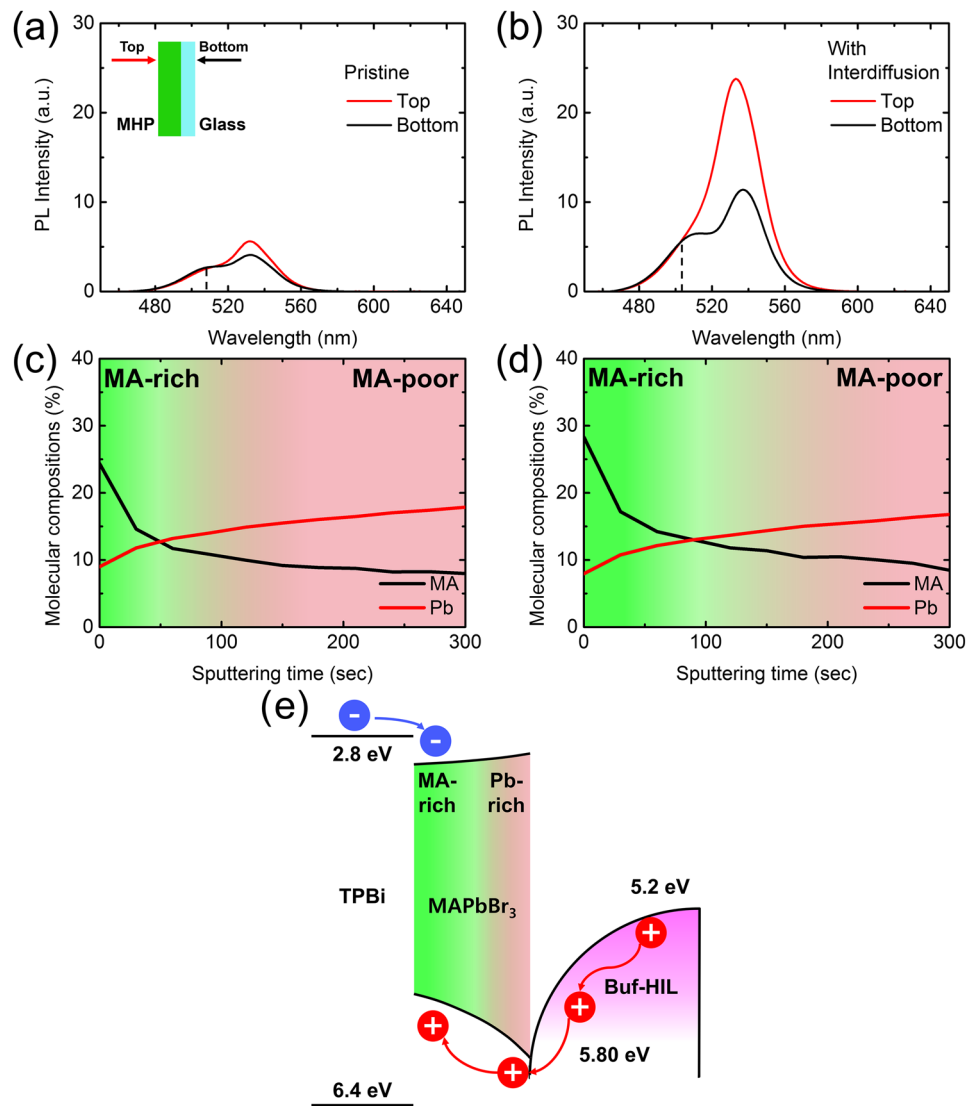 (a)
30
20
10
0
PL Intensity (a.u.)
Top
Bottom
MHP
Glass
Pristine
Top
Bottom
480 520 560 600 640
Wavelength (nm)
(b)
30
20
10
0
PL Intensity (a.u.)
With
Interdiffusion
Top
Bottom
480 520 560 600 640
Wavelength (nm)
(c)
40
30
20
10
0
Molecular compositions (%)
MA-rich MA-poor
MA
Pb
0 100 200 300
Sputtering time (sec)
(d)
40
30
20
10
0
Molecular compositions (%)
MA-rich MA-poor
MA
Pb
0 100 200 300
Sputtering time (sec)
(e)
-
-
2.8 eV
MA-
rich
Pb-
rich
TPBi
MAPbBr₃
5.2 eV
+
Buf-HIL
+
+
+
5.80 eV
6.4 eV